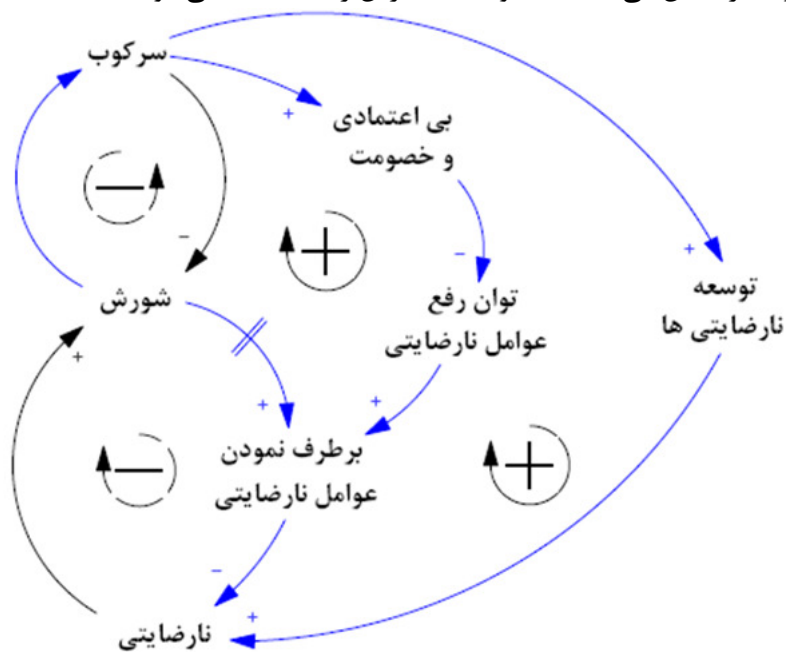 سرکوب
بی اعتمادی
و خصومت
+
-
+
-
+
-
+
توسعه
نارضایتی ها
شورش
توان رفع
عوامل نارضایتی
+
+
+
-
+
برطرف نمودن
عوامل نارضایتی
-
+
-
+
نارضایتی